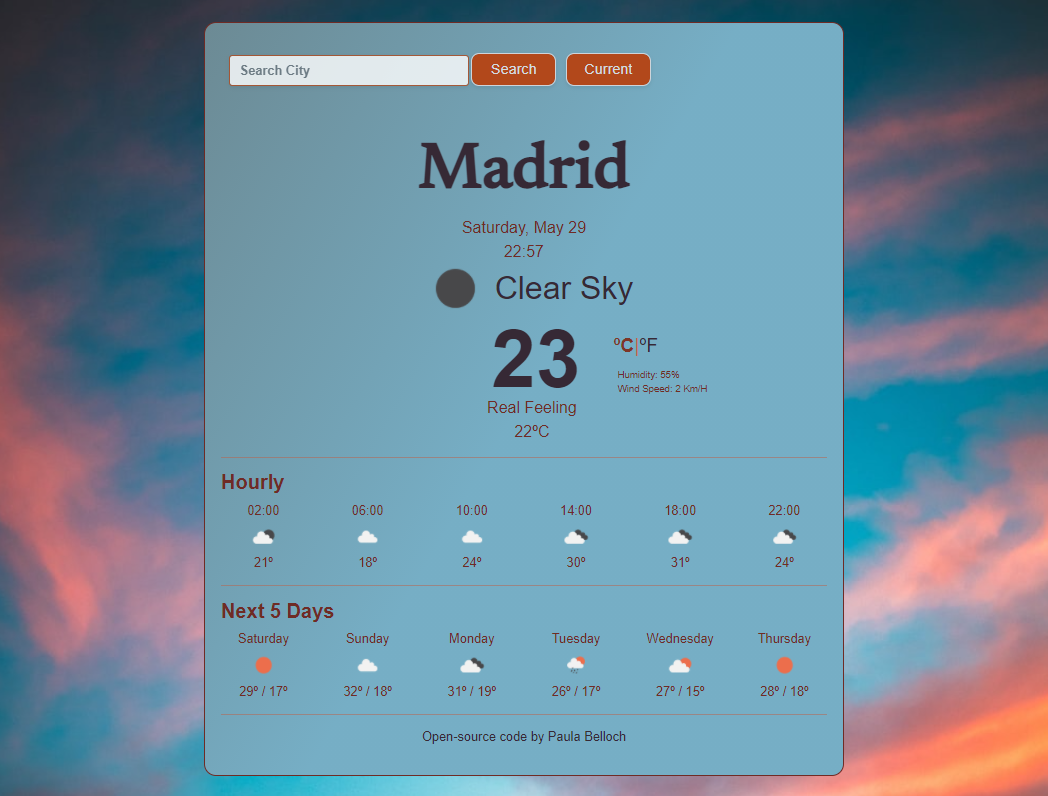 Search City Search Current
Madrid
Saturday, May 29
22:57
Clear Sky
23 ºC|ºF
Humidity: 55%
Wind Speed: 2 Km/H
Real Feeling
22ºC
Hourly
02:00 06:00 10:00 14:00 18:00 22:00
21º 18º 24º 30º 31º 24º
Next 5 Days
Saturday Sunday Monday Tuesday Wednesday Thursday
29º / 17º 32º / 18º 31º / 19º 26º / 17º 27º / 15º 28º / 18º
Open-source code by Paula Belloch